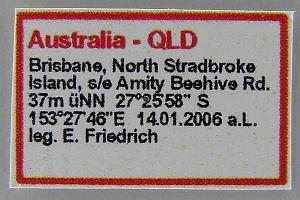 Australia - QLD
Brisbane, North Stradbroke
Island, s/e Amity Beehive Rd.
37m üNN 27°25'58" S
153°27'46"E 14.01.2006 a.L.
leg. E. Friedrich